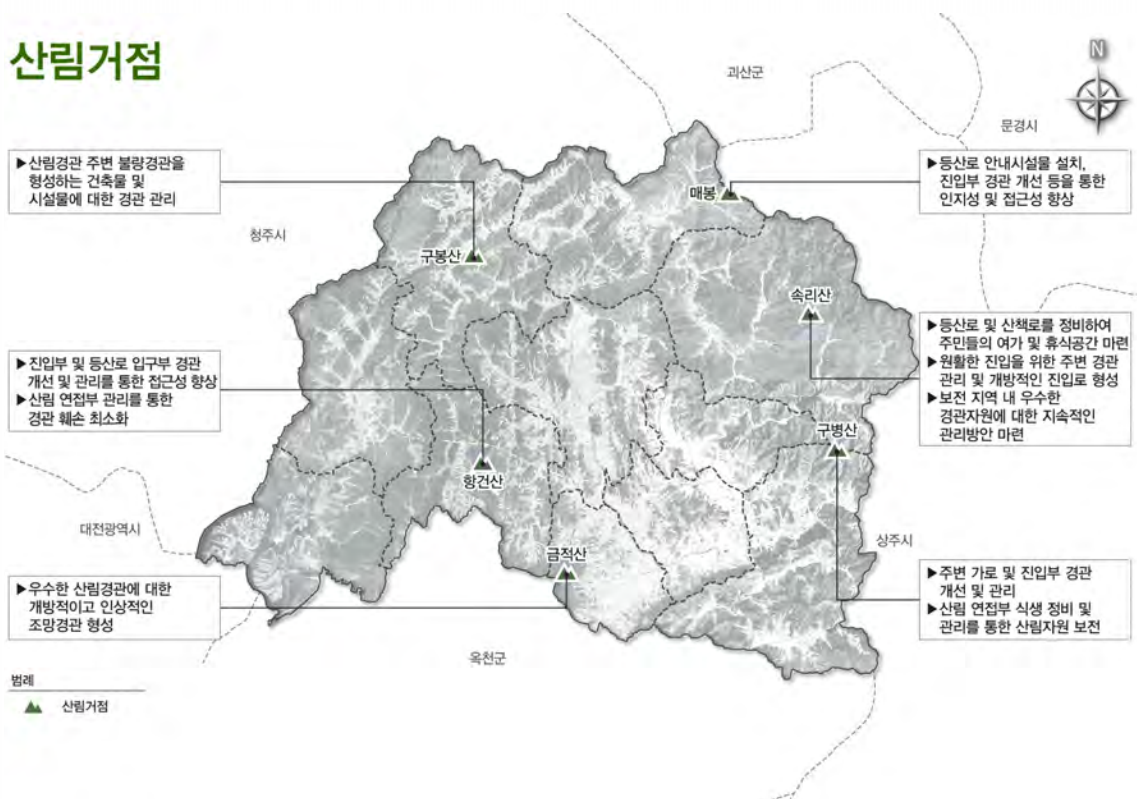 산림거점
N
괴산군
문경시
▶산림경관 주변 불량경관을
형성하는 건축물 및
시설물에 대한 경관 관리
▶등산로 안내시설물 설치,
진입부 경관 개선 등을 통한
인지성 및 접근성 향상
매봉
청주시
구봉산
속리산
▶등산로 및 산책로를 정비하여
주민들의 여가 및 휴식공간 마련
▶원활한 진입을 위한 주변 경관
관리 및 개방적인 진입로 형성
▶보전 지역 내 우수한
경관자원에 대한 지속적인
관리방안 마련
▶진입부 및 등산로 입구부 경관
개선 및 관리를 통한 접근성 향상
▶산림 연접부 관리를 통한
경관 훼손 최소화
구병산
항건산
대전광역시
상주시
금적산
▶우수한 산림경관에 대한
개방적이고 인상적인
조망경관 형성
▶주변 가로 및 진입부 경관
개선 및 관리
▶산림 연접부 식생 정비 및
관리를 통한 산림자원 보전
옥천군
범례
산림거점